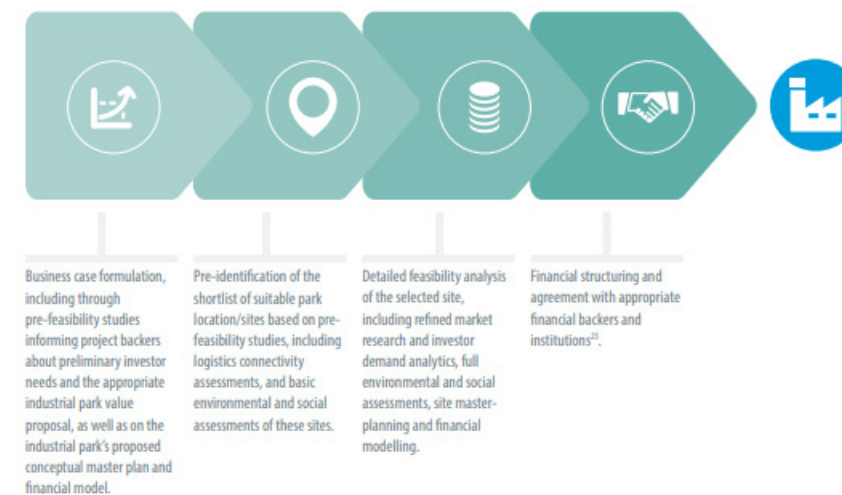 Business case formulation,
including through
pre-feasibility studies
informing project backers
about preliminary investor
needs and the appropriate
industrial park value
proposal, as well as on the
industrial park's proposed
conceptual master plan and
financial model.
Pre-identification of the
shortlist of suitable park
location/sites based on pre-
feasibility studies, including
logistics connectivity
assessments, and basic
environmental and social
assessments of these sites.
Detailed feasibility analysis
of the selected site,
including refined market
research and investor
demand analytics, full
environmental and social
assessments, site master-
planning and financial
modelling.
Financial structuring and
agreement with appropriate
financial backers and
institutions²³.